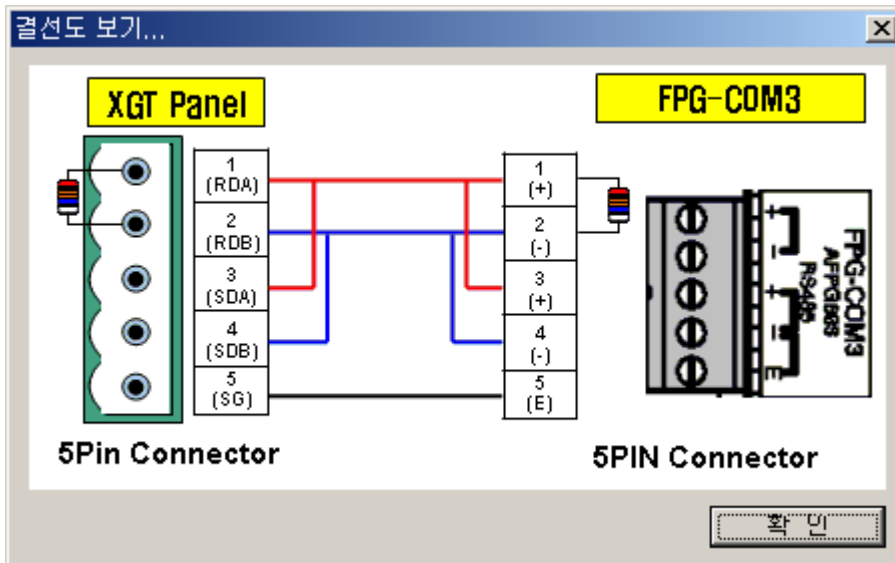 결선도 보기...
XGT Panel
FPG-COM3
1
(RDA)
2
(RDB)
3
(SDA)
4
(SDB)
5
(SG)
1
(+)
2
(-)
3
(+)
4
(-)
5
(E)
+
-
+
-
E
FPG-COM3
RS485
5Pin Connector
5PIN Connector
확 인